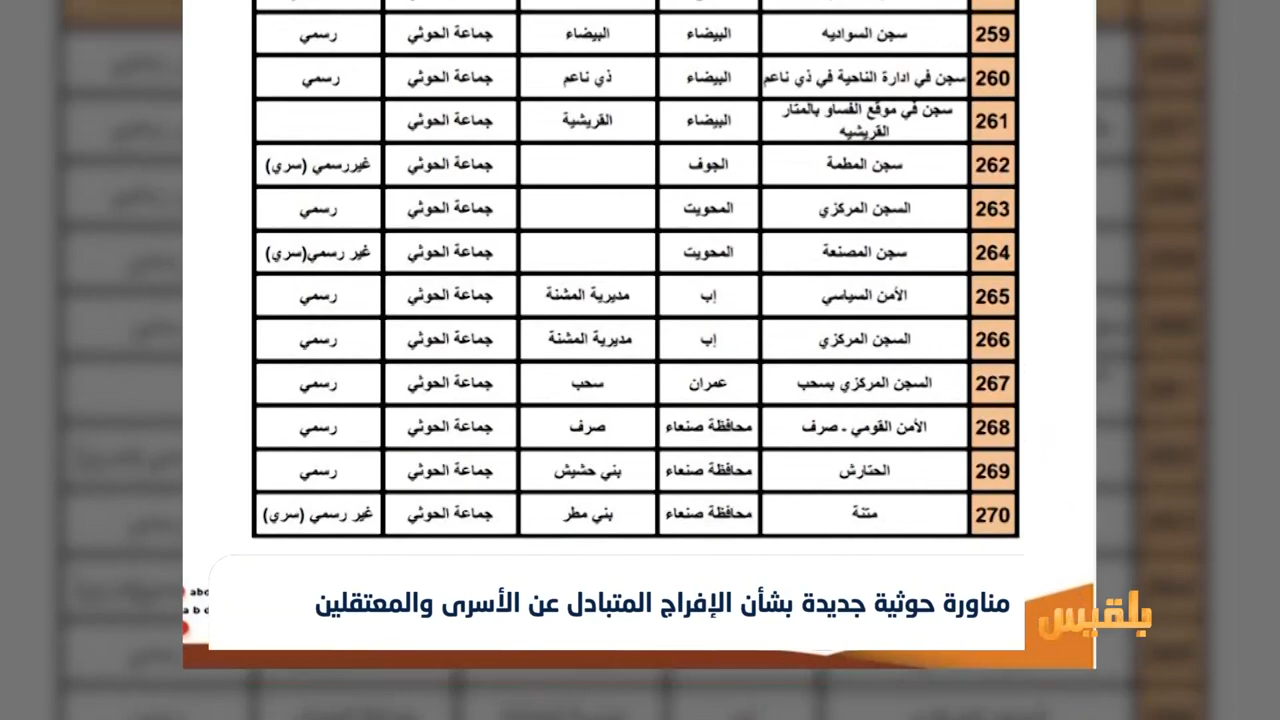 259 سجن السواديه البيضاء البيضاء جماعة الحوثي رسمي
260 سجن في ادارة الناحية في ذي ناعم البيضاء ذي ناعم جماعة الحوثي رسمي
261 سجن في موقع الفساو بالمنار القريشيه البيضاء القريشية جماعة الحوثي
262 سجن المطمة الجوف جماعة الحوثي غيررسمي (سري)
263 السجن المركزي المحويت جماعة الحوثي رسمي
264 سجن المصنعة المحويت جماعة الحوثي غير رسمي(سري)
265 الأمن السياسي إب مديرية المشنة جماعة الحوثي رسمي
266 السجن المركزي إب مديرية المشنة جماعة الحوثي رسمي
267 السجن المركزي بسحب عمران سحب جماعة الحوثي رسمي
268 الأمن القومي - صرف محافظة صنعاء صرف جماعة الحوثي رسمي
269 الحتارش محافظة صنعاء بني حشيش جماعة الحوثي رسمي
270 متنة محافظة صنعاء بني مطر جماعة الحوثي غير رسمي (سري)
مناورة حوثية جديدة بشأن الإفراج المتبادل عن الأسرى والمعتقلين
بلقيس